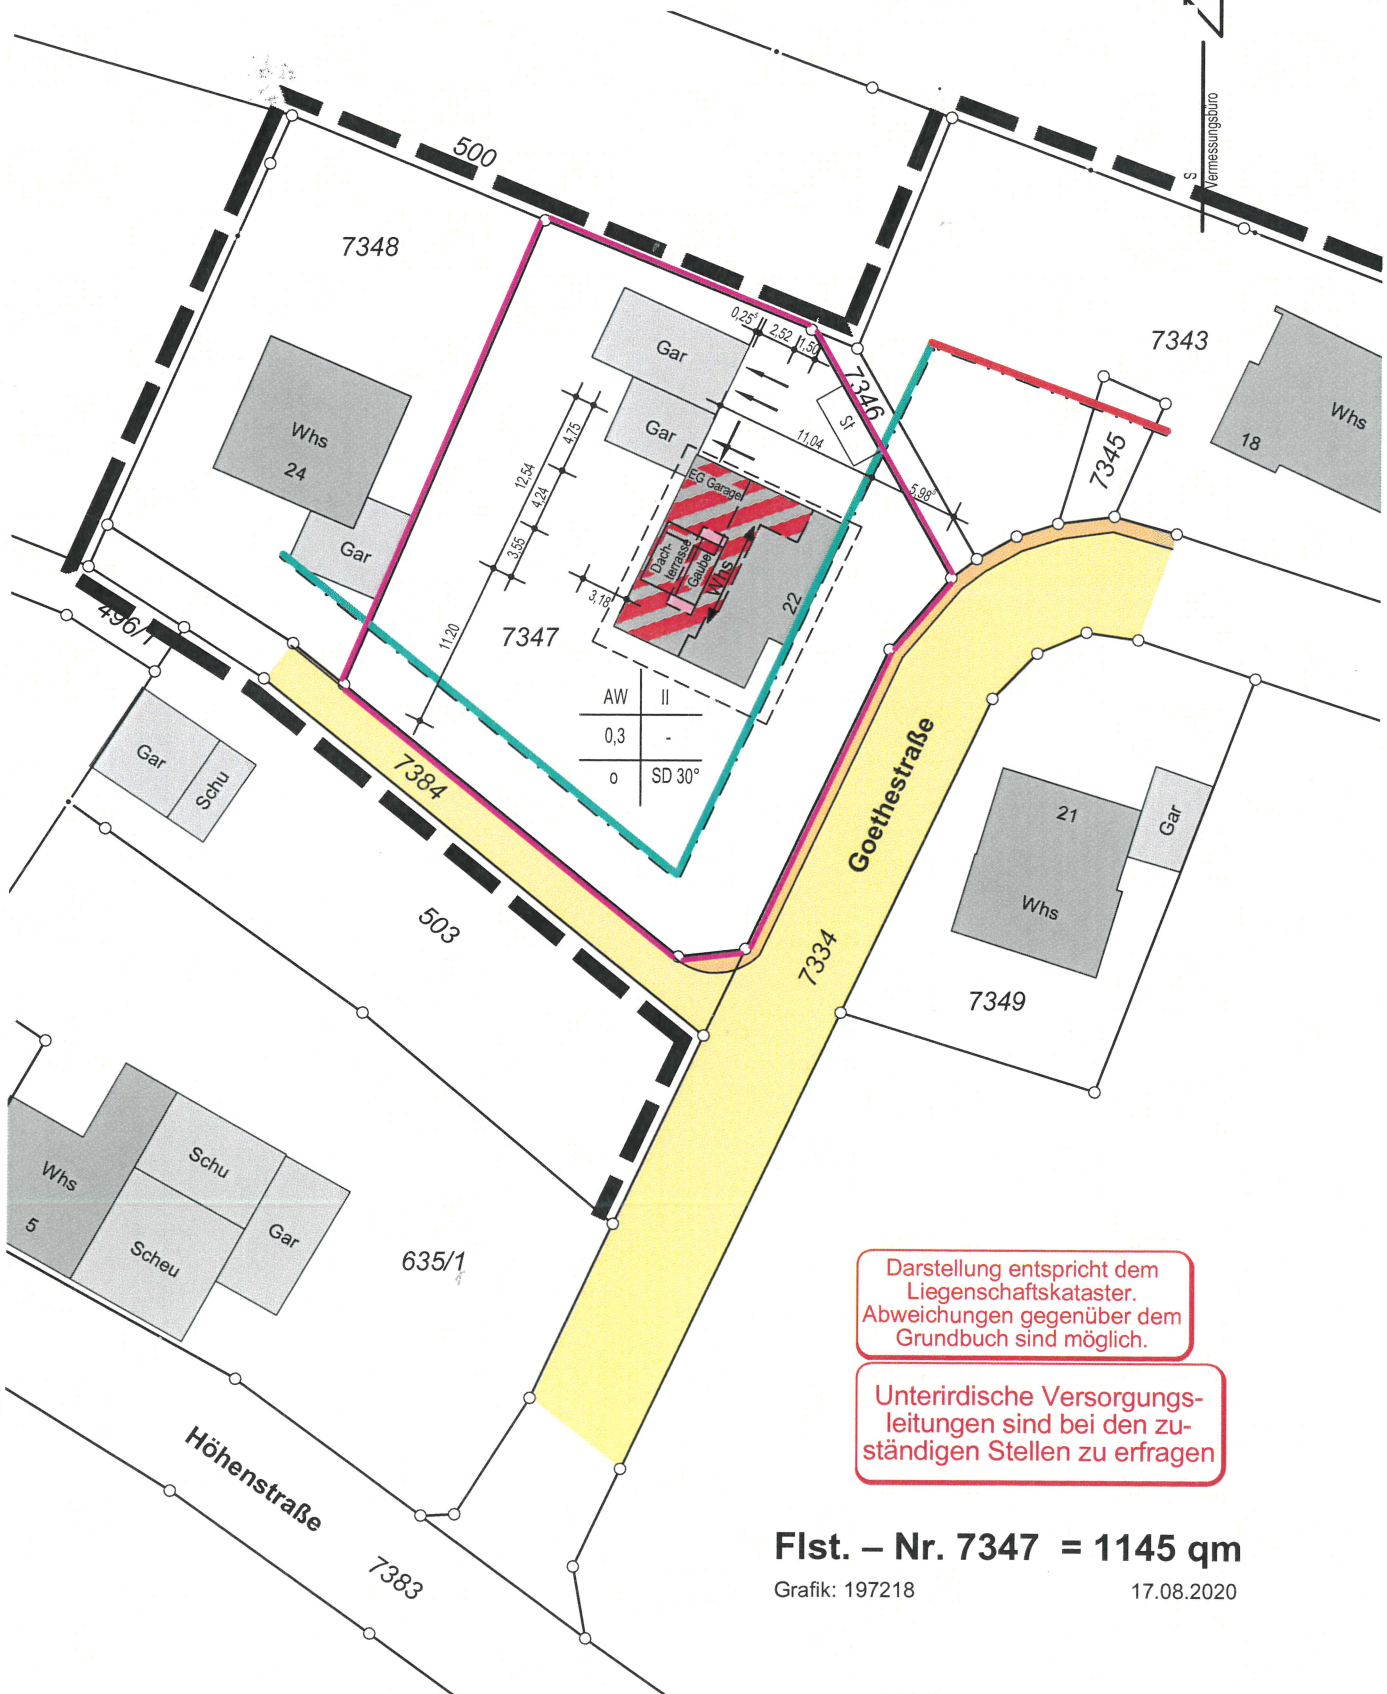 S
Vermessungsbüro
500
7348
7343
0,25⁵
2,52
1,50
Gar
7346
St
Whs
24
Gar
Gar
11,04
5,98⁵
7345
Whs
18
4,75
12,54
4,24
3,55
EG Garage
Dach-
terrasse
Gaube
Whs
22
3,18
11,20
7347
496/
AW II
0,3 -
o SD 30°
Gar
Schu
7384
Goethestraße
21
Gar
Whs
503
7334
7349
Whs
5
Schu
Scheu
Gar
635/1
Höhenstraße
7383
Darstellung entspricht dem
Liegenschaftskataster.
Abweichungen gegenüber dem
Grundbuch sind möglich.
Unterirdische Versorgungs-
leitungen sind bei den zu-
ständigen Stellen zu erfragen
Flst. – Nr. 7347 = 1145 qm
Grafik: 197218 17.08.2020